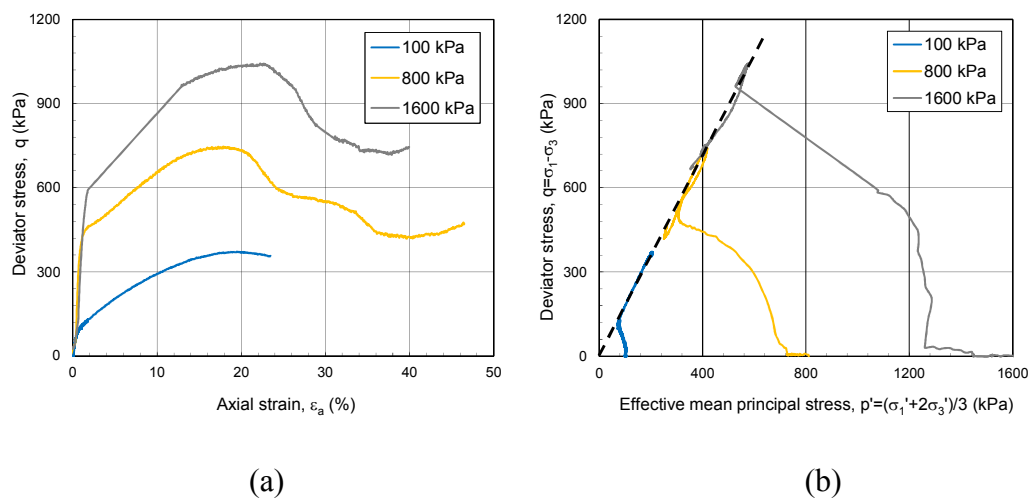 1200
900
600
300
0
0 10 20 30 40 50
Deviator stress, q (kPa)
Axial strain, εa (%)
100 kPa
800 kPa
1600 kPa
(a)
1200
900
600
300
0
0 400 800 1200 1600
Deviator stress, q=σ1-σ3 (kPa)
Effective mean principal stress, p'=(σ1'+2σ3')/3 (kPa)
100 kPa
800 kPa
1600 kPa
(b)